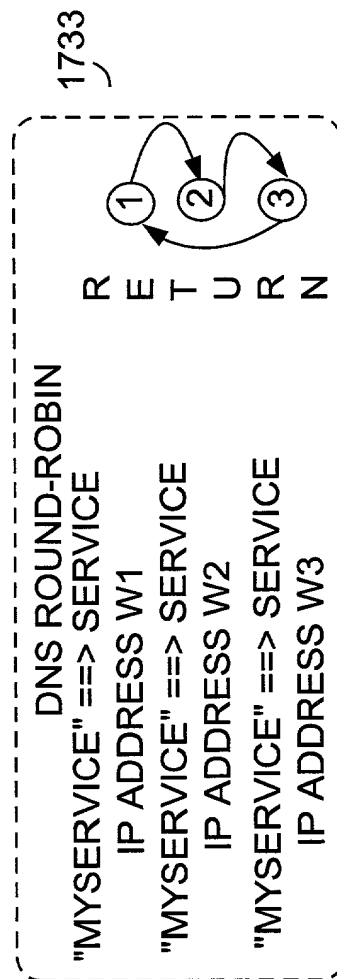 1733
DNS ROUND-ROBIN
"MYSERVICE" ==> SERVICE
IP ADDRESS W1
"MYSERVICE" ==> SERVICE
IP ADDRESS W2
"MYSERVICE" ==> SERVICE
IP ADDRESS W3
R
E
T
U
R
N
1
2
3